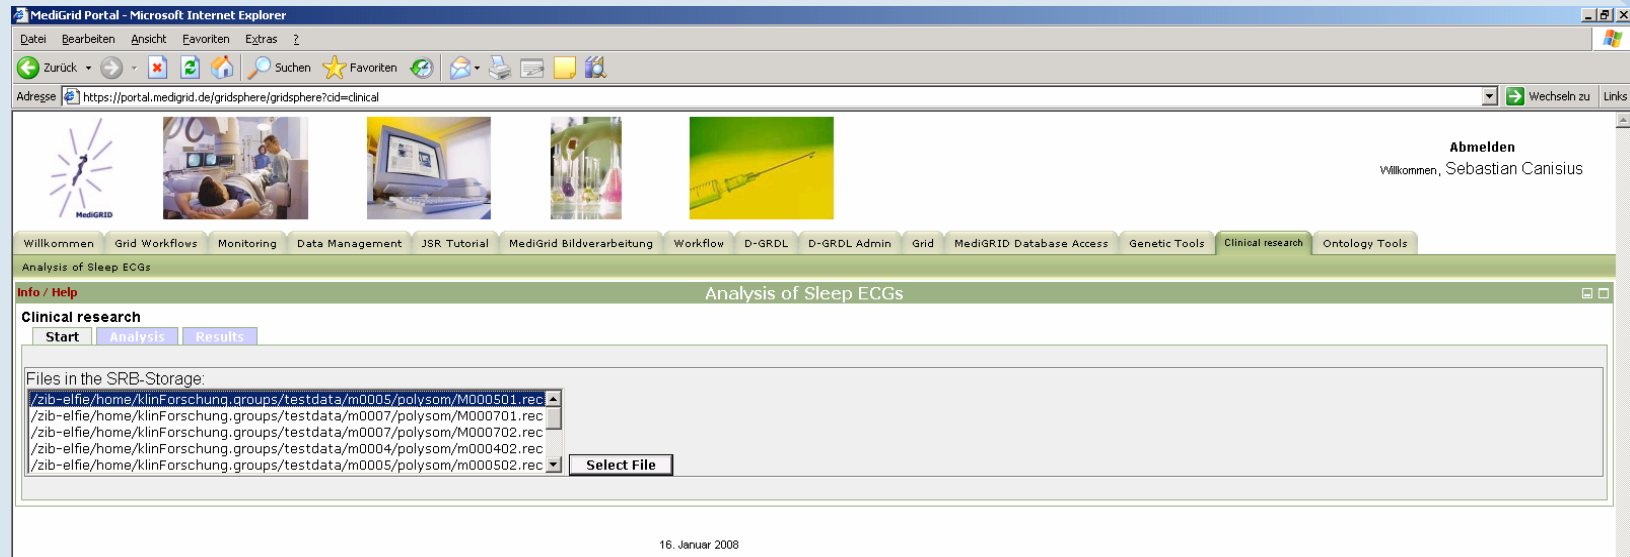 MediGrid Portal - Microsoft Internet Explorer
Datei Bearbeiten Ansicht Favoriten Extras ?
Zurück Suchen Favoriten
Adresse https://portal.medigrid.de/gridsphere/gridsphere?cid=clinical Wechseln zu Links
MediGRID
Abmelden
Willkommen, Sebastian Canisius
Willkommen Grid Workflows Monitoring Data Management JSR Tutorial MediGrid Bildverarbeitung Workflow D-GRDL D-GRDL Admin Grid MediGRID Database Access Genetic Tools Clinical research Ontology Tools
Analysis of Sleep ECGs
Info / Help Analysis of Sleep ECGs
Clinical research
Start Analysis Results
Files in the SRB-Storage:
/zib-elfie/home/klinForschung.groups/testdata/m0005/polysom/M000501.rec
/zib-elfie/home/klinForschung.groups/testdata/m0007/polysom/M000701.rec
/zib-elfie/home/klinForschung.groups/testdata/m0007/polysom/M000702.rec
/zib-elfie/home/klinForschung.groups/testdata/m0004/polysom/m000402.rec
/zib-elfie/home/klinForschung.groups/testdata/m0005/polysom/m000502.rec Select File
16. Januar 2008